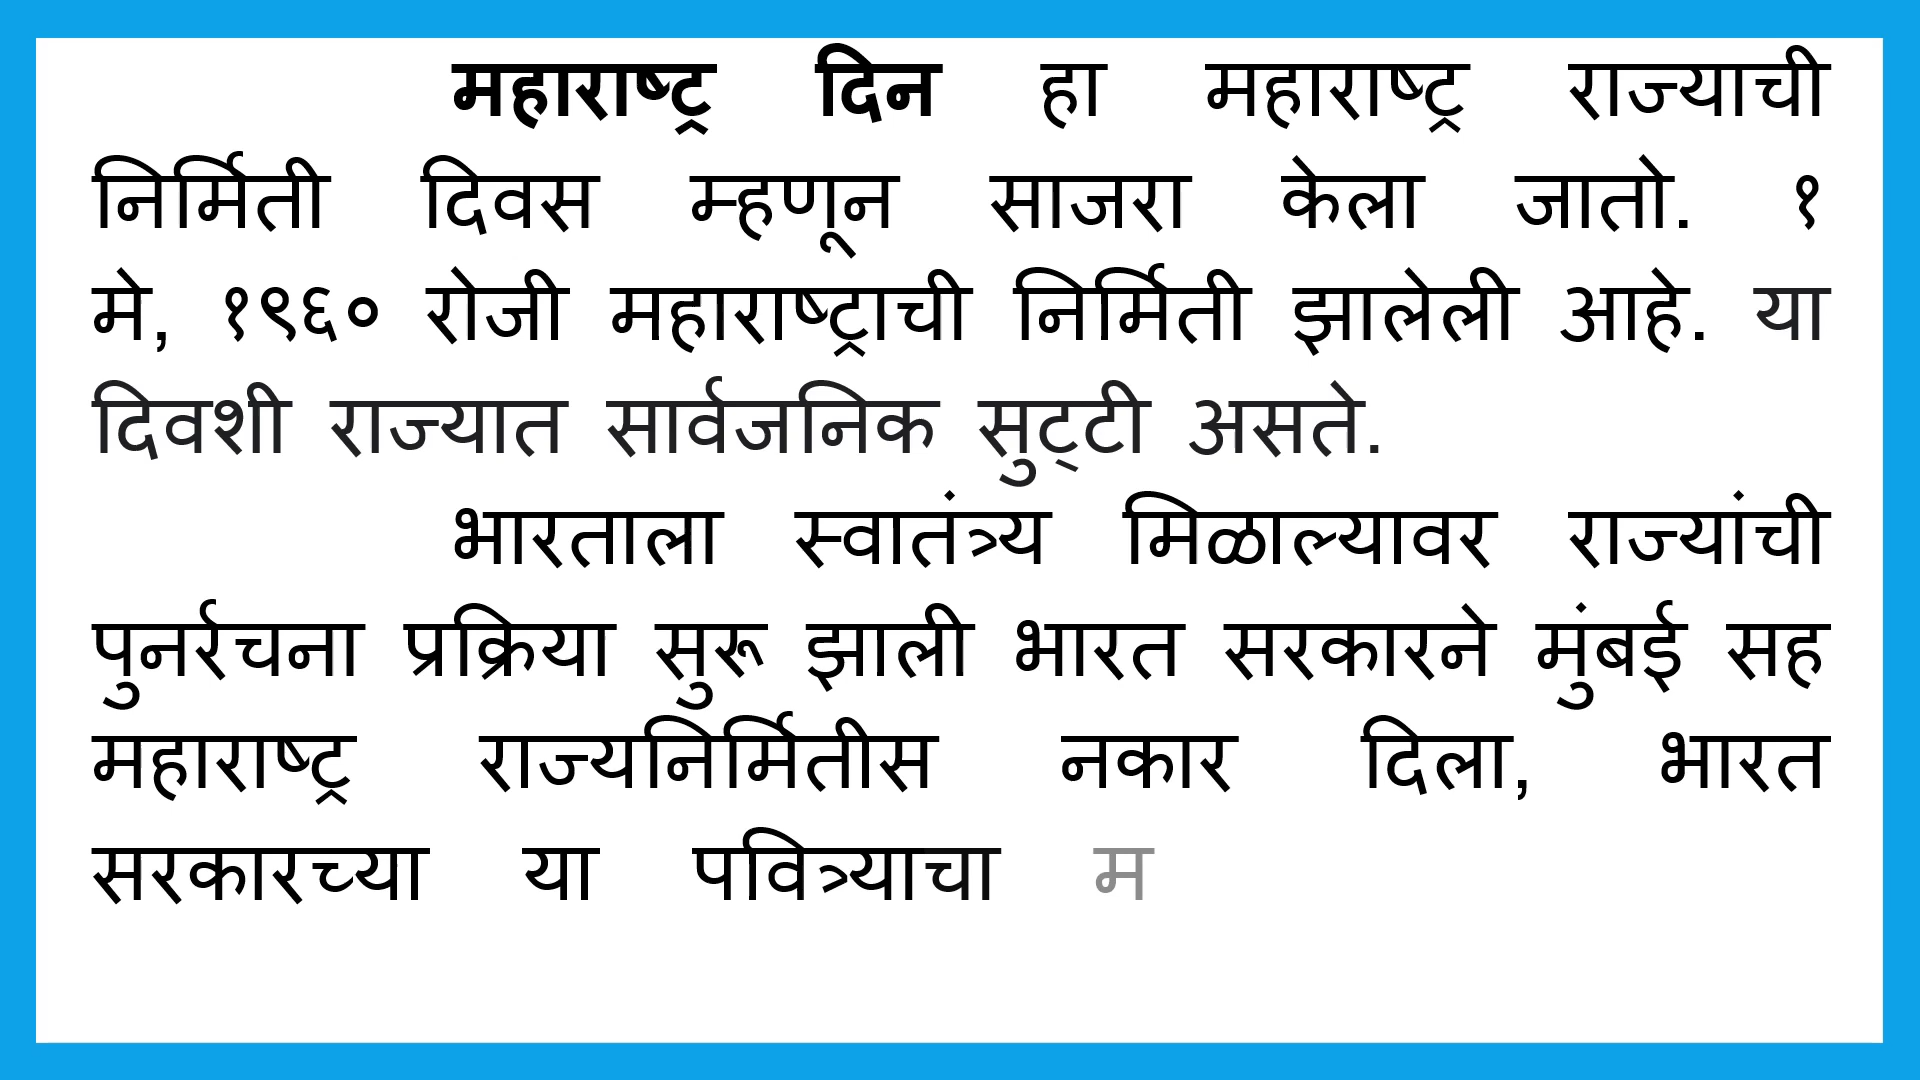 महाराष्ट्र दिन हा महाराष्ट्र राज्याची
निर्मिती दिवस म्हणून साजरा केला जातो. १
मे, १९६० रोजी महाराष्ट्राची निर्मिती झालेली आहे. या
दिवशी राज्यात सार्वजनिक सुट्‌टी असते.
भारताला स्वातंत्र्य मिळाल्यावर राज्यांची
पुनर्रचना प्रक्रिया सुरू झाली भारत सरकारने मुंबई सह
महाराष्ट्र राज्यनिर्मितीस नकार दिला, भारत
सरकारच्या या पवित्र्याचा म